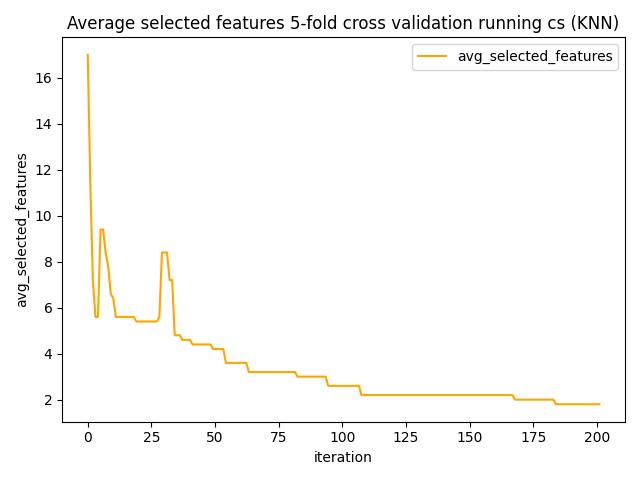 Average selected features 5-fold cross validation running cs (KNN)
avg_selected_features
avg_selected_features
16
14
12
10
8
6
4
2
0 25 50 75 100 125 150 175 200
iteration